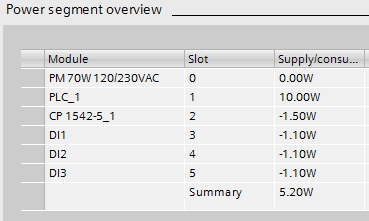 Power segment overview
Module Slot Supply/consu...
PM 70W 120/230VAC 0 0.00W
PLC_1 1 10.00W
CP 1542-5_1 2 -1.50W
DI1 3 -1.10W
DI2 4 -1.10W
DI3 5 -1.10W
Summary 5.20W